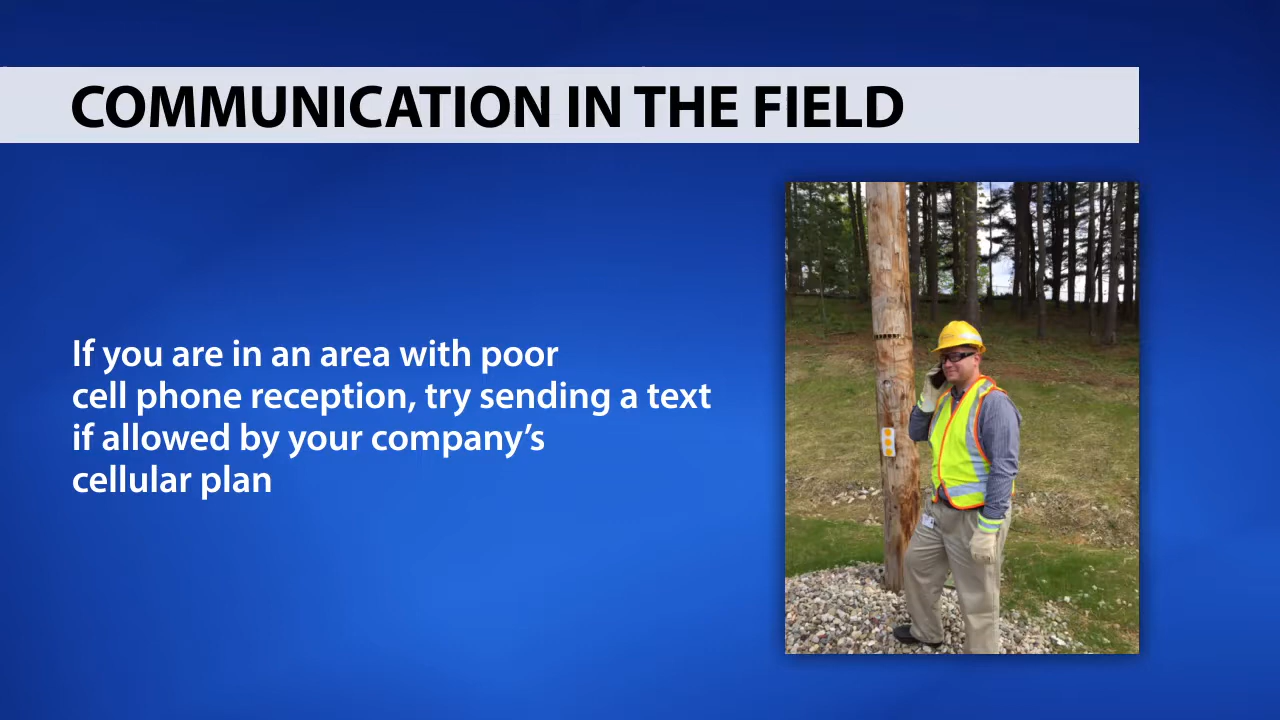 COMMUNICATION IN THE FIELD
If you are in an area with poor
cell phone reception, try sending a text
if allowed by your company’s
cellular plan